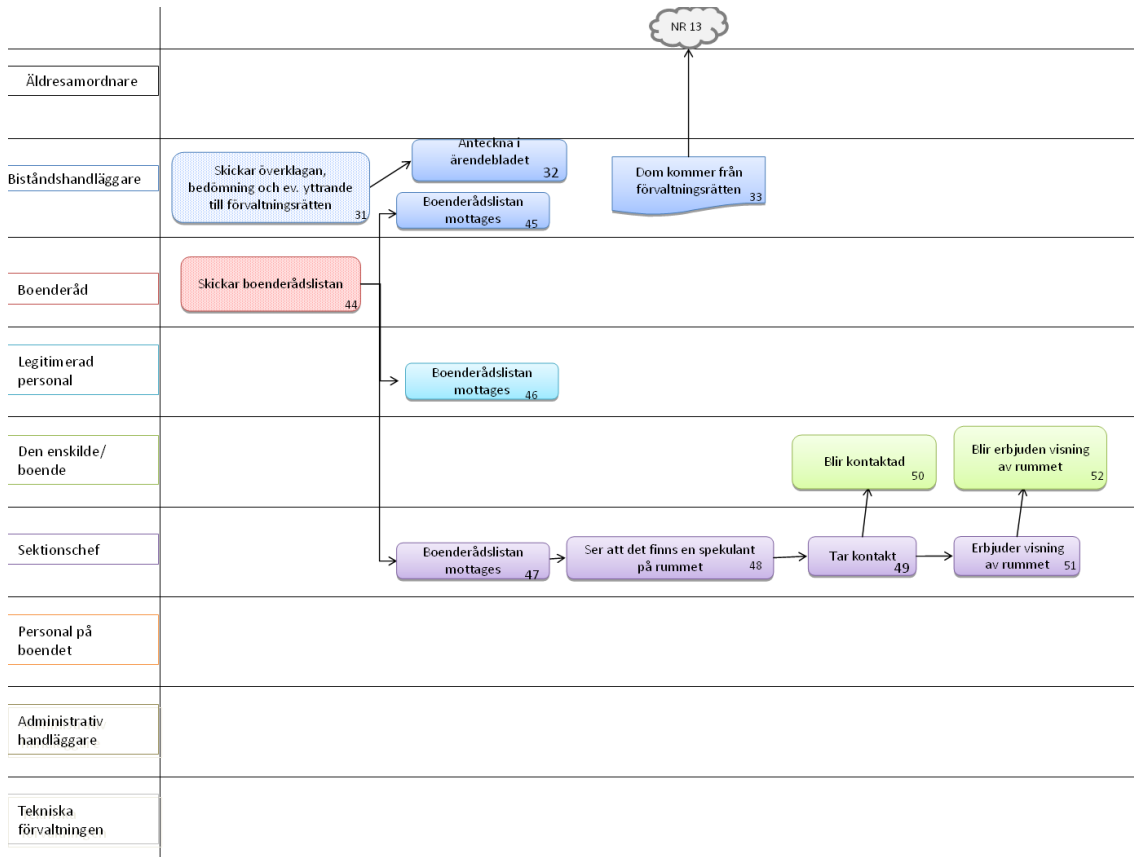 NR 13
Äldresamordnare
Biståndshandläggare
Skickar överklagan,
bedömning och ev. yttrande
till förvaltningsrätten
31
Anteckna i
ärendebladet
32
Boenderådslistan
mottages
45
Dom kommer från
förvaltningsrätten
33
Boenderåd
Skickar boenderådslistan
44
Legitimerad
personal
Boenderådslistan
mottages
46
Den enskilde/
boende
Blir kontaktad
50
Blir erbjuden visning
av rummet
52
Sektionschef
Boenderådslistan
mottages
47
Ser att det finns en spekulant
på rummet
48
Tar kontakt
49
Erbjuder visning
av rummet
51
Personal på
boendet
Administrativ
handläggare
Tekniska
förvaltningen